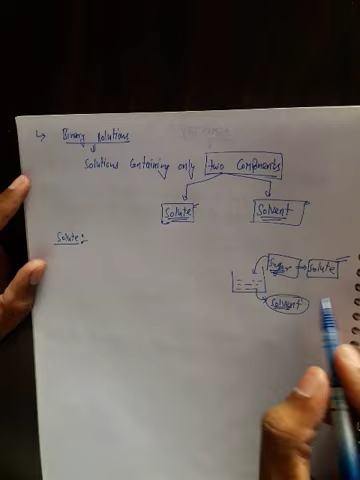 ↳ Binary solutions
Solutions Containing only two Components
Solute Solvent
Solute:
Sugar → Solute
Solvent